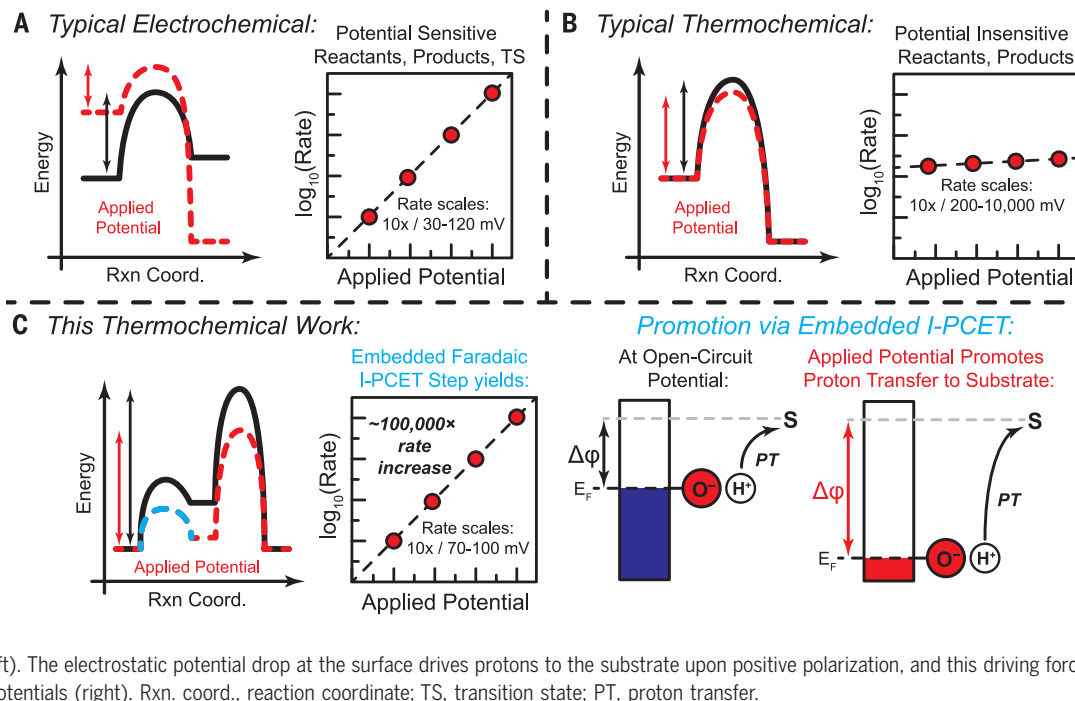 A Typical Electrochemical:
Potential Sensitive
Reactants, Products, TS
Energy
Applied
Potential
Rxn Coord.
log₁₀(Rate)
Rate scales:
10x / 30-120 mV
Applied Potential
B Typical Thermochemical:
Potential Insensitive
Reactants, Products
Energy
Applied
Potential
Rxn Coord.
log₁₀(Rate)
Rate scales:
10x / 200-10,000 mV
Applied Potential
C This Thermochemical Work:
Energy
Applied Potential
Rxn Coord.
Embedded Faradaic
I-PCET Step yields:
log₁₀(Rate)
~100,000×
rate
increase
Rate scales:
10x / 70-100 mV
Applied Potential
Promotion via Embedded I-PCET:
At Open-Circuit
Potential:
Δφ
S
PT
E_F
O⁻ H⁺
Applied Potential Promotes
Proton Transfer to Substrate:
S
Δφ
PT
E_F
O⁻ H⁺
ft). The electrostatic potential drop at the surface drives protons to the substrate upon positive polarization, and this driving forc
otentials (right). Rxn. coord., reaction coordinate; TS, transition state; PT, proton transfer.